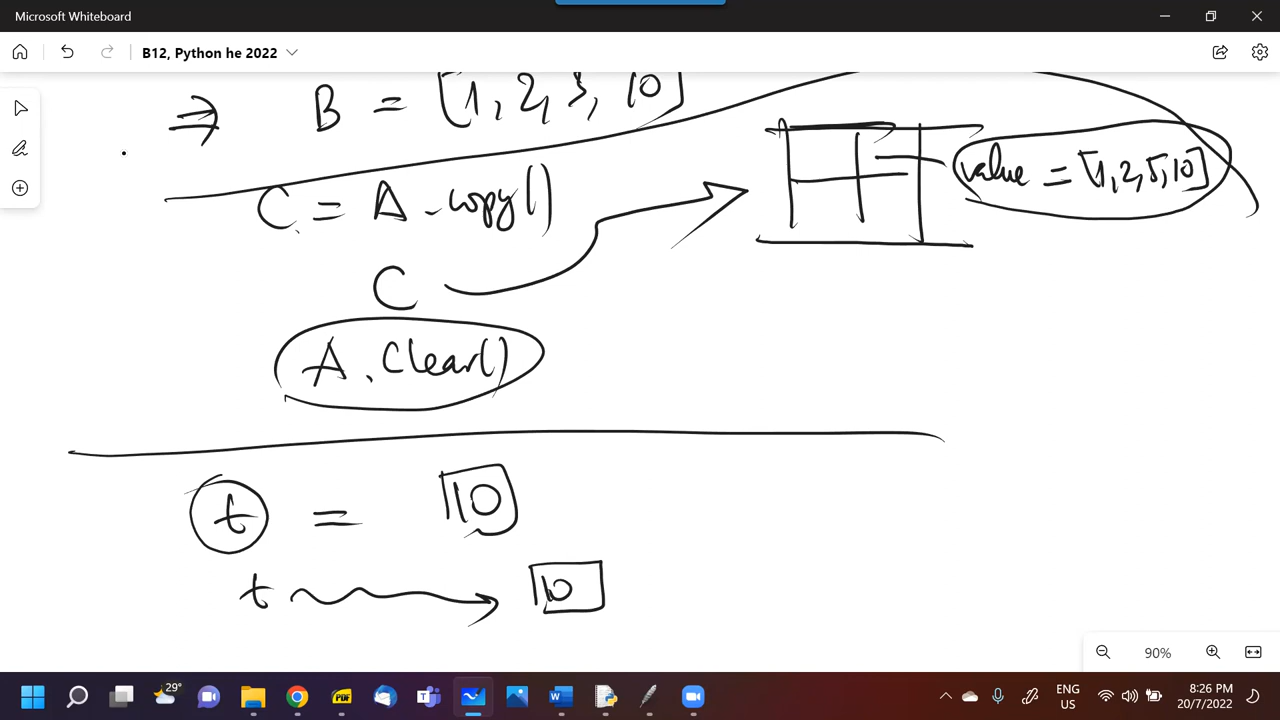 Microsoft Whiteboard
B12, Python he 2022
⇒ B = [1, 2, 3, 10]
C = A.copy()
value = [1, 2, 5, 10]
C
A.Clear()
t = 10
t 10
90%
29°
PDF
ENG
US
8:26 PM
20/7/2022